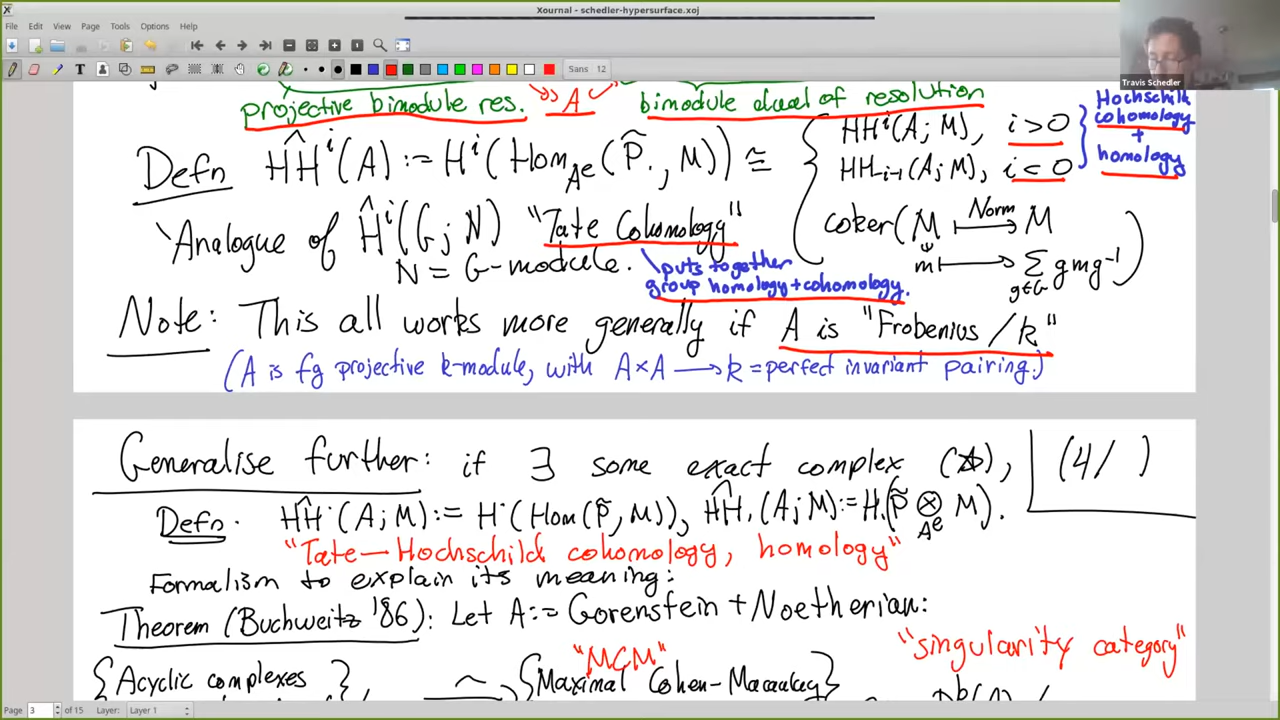 Xournal - schedler-hypersurface.xoj
File Edit View Page Tools Options Help
Sans 12
Travis Schedler
projective bimodule res. A bimodule dual of resolution
Hochschild cohomology + homology
Defn ĤH^i(A) := H^i(Hom_{A^e}(P̃., M)) ≅ { HH^i(A; M), i > 0
HH_{i-1}(A; M), i < 0
coker(M ⟼^{Norm} M
m ⟼ Σ_{g∈G} g m g^{-1})
"Analogue of Ĥ^i(G; N) "Tate Cohomology"
N = G-module.
puts together
group homology + cohomology.
Note: This all works more generally if A is "Frobenius /k"
(A is fg projective k-module, with A×A → k = perfect invariant pairing.)
Generalise further: if ∃ some exact complex (☆), (4/ )
Defn. ĤH^·(A; M) := H^·(Hom(P̃, M)), ĤH.(A; M) := H.(P̃ ⊗_{A^e} M).
"Tate–Hochschild cohomology, homology"
Formalism to explain its meaning:
Theorem (Buchweitz '86): Let A := Gorenstein + Noetherian:
"MCM" "singularity category"
{Acyclic complexes } ~ {Maximal Cohen-Macaulay}
Page 3 of 15 Layer: Layer 1